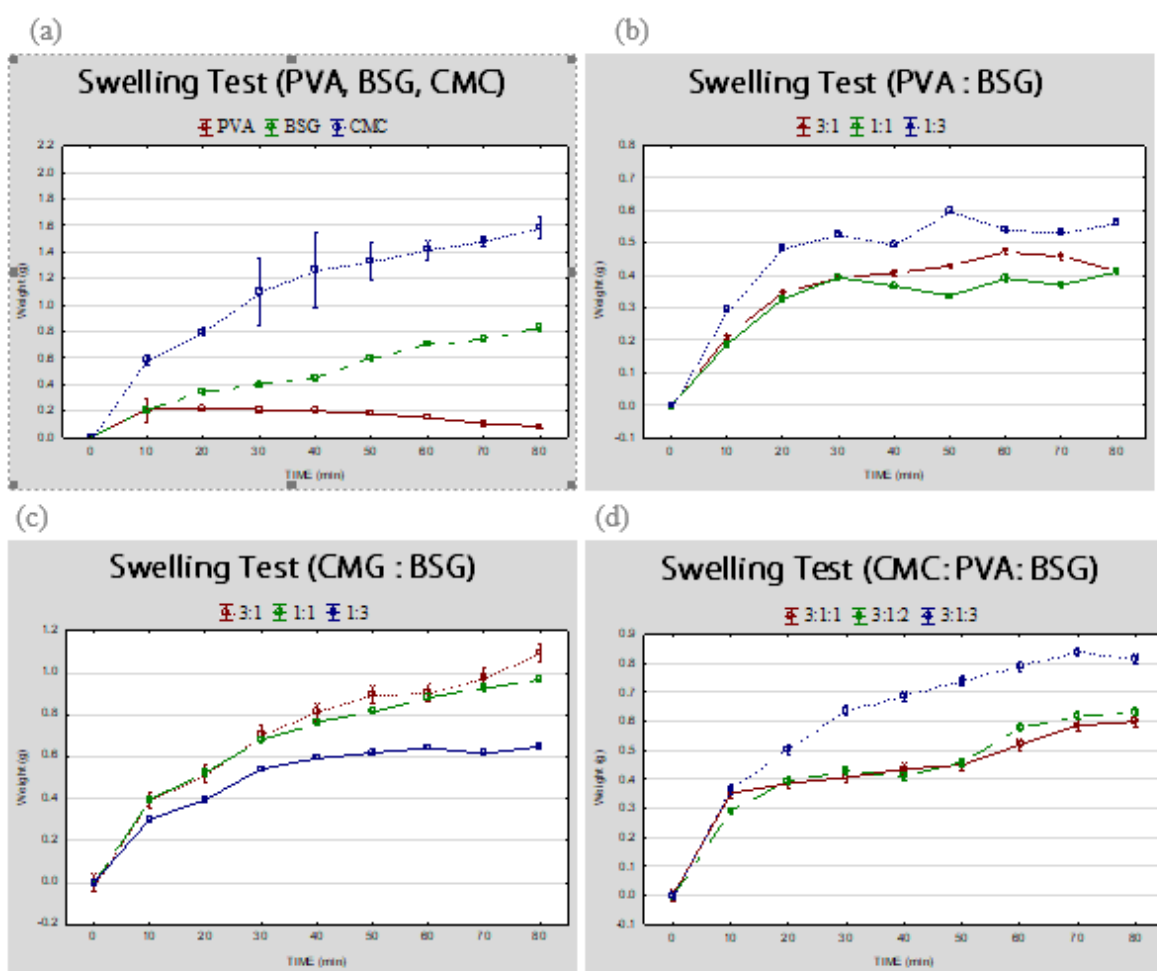 (a)
Swelling Test (PVA, BSG, CMC)
PVA BSG CMC
2.2
2.0
1.8
1.6
1.4
1.2
1.0
0.8
0.6
0.4
0.2
0.0
Weight (g)
0 10 20 30 40 50 60 70 80
TIME (min)
(b)
Swelling Test (PVA : BSG)
3:1 1:1 1:3
0.8
0.7
0.6
0.5
0.4
0.3
0.2
0.1
0.0
-0.1
Weight (g)
0 10 20 30 40 50 60 70 80
TIME (min)
(c)
Swelling Test (CMG : BSG)
3:1 1:1 1:3
1.2
1.0
0.8
0.6
0.4
0.2
0.0
-0.2
Weight (g)
0 10 20 30 40 50 60 70 80
TIME (min)
(d)
Swelling Test (CMC: PVA: BSG)
3:1:1 3:1:2 3:1:3
0.9
0.8
0.7
0.6
0.5
0.4
0.3
0.2
0.1
0.0
-0.1
Weight (g)
0 10 20 30 40 50 60 70 80
TIME (min)